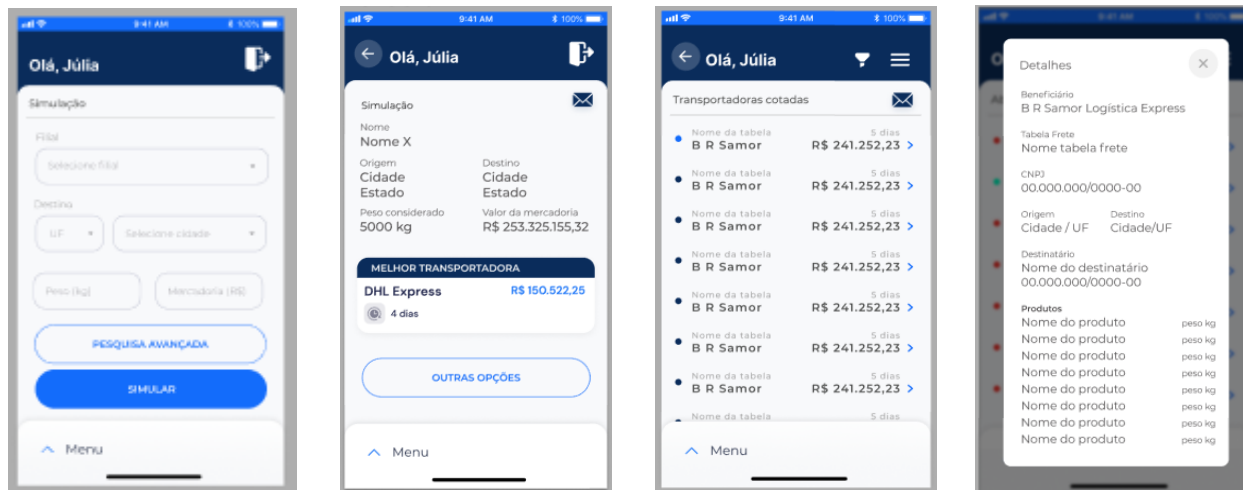 9:41 AM 100%
Olá, Júlia
Simulação
Filial
Selecione filial
Destino
UF Selecione cidade
Peso (kg) Mercadoria (R$)
PESQUISA AVANÇADA
SIMULAR
Menu
9:41 AM 100%
Olá, Júlia
Simulação
Nome
Nome X
Origem Destino
Cidade Cidade
Estado Estado
Peso considerado Valor da mercadoria
5000 kg R$ 253.325.155,32
MELHOR TRANSPORTADORA
DHL Express R$ 150.522,25
4 dias
OUTRAS OPÇÕES
Menu
9:41 AM 100%
Olá, Júlia
Transportadoras cotadas
Nome da tabela 5 dias
B R Samor R$ 241.252,23
Nome da tabela 5 dias
B R Samor R$ 241.252,23
Nome da tabela 5 dias
B R Samor R$ 241.252,23
Nome da tabela 5 dias
B R Samor R$ 241.252,23
Nome da tabela 5 dias
B R Samor R$ 241.252,23
Nome da tabela 5 dias
B R Samor R$ 241.252,23
Nome da tabela 5 dias
B R Samor R$ 241.252,23
Nome da tabela 5 dias
Menu
9:41 AM 100%
Detalhes
Beneficiário
B R Samor Logística Express
Tabela Frete
Nome tabela frete
CNPJ
00.000.000/0000-00
Origem Destino
Cidade / UF Cidade/UF
Destinatário
Nome do destinatário
00.000.000/0000-00
Produtos
Nome do produto peso kg
Nome do produto peso kg
Nome do produto peso kg
Nome do produto peso kg
Nome do produto peso kg
Nome do produto peso kg
Nome do produto peso kg
Nome do produto peso kg